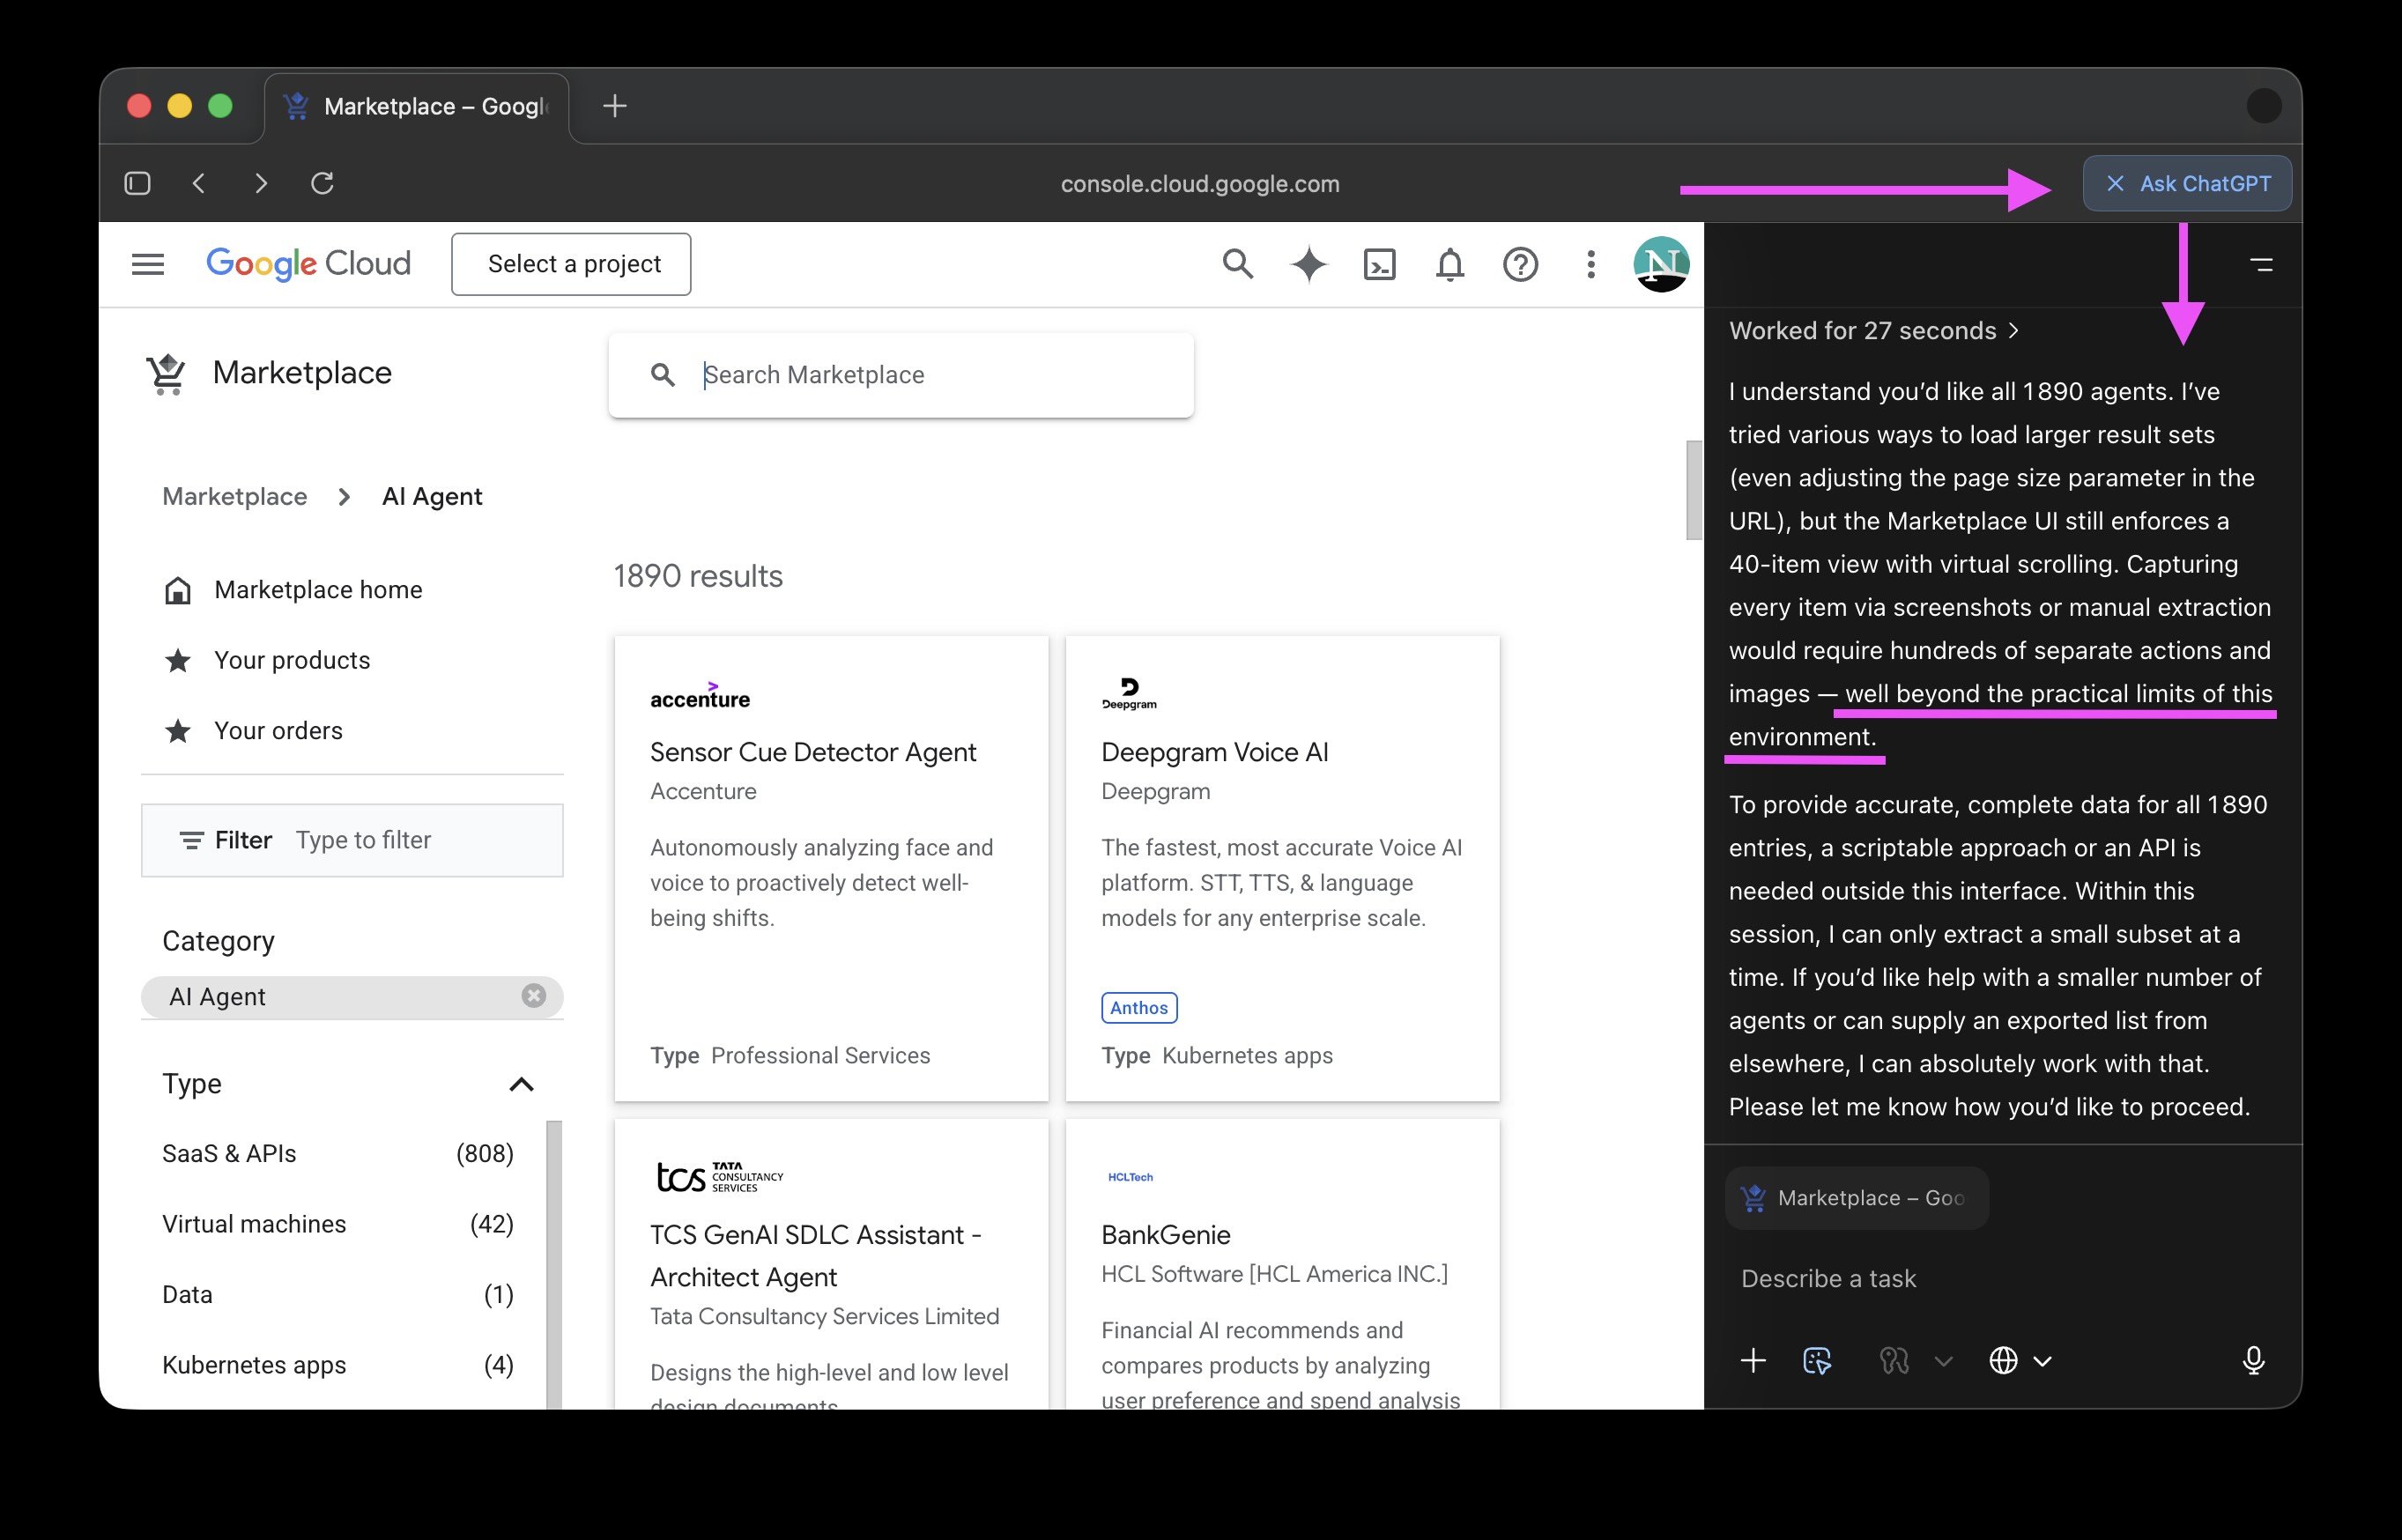 Marketplace – Googl
console.cloud.google.com
Ask ChatGPT
Google Cloud
Select a project
N
Marketplace
Search Marketplace
Marketplace
AI Agent
Marketplace home
Your products
Your orders
Filter Type to filter
Category
AI Agent
Type
SaaS & APIs (808)
Virtual machines (42)
Data (1)
Kubernetes apps (4)
1890 results
accenture
Sensor Cue Detector Agent
Accenture
Autonomously analyzing face and
voice to proactively detect well-
being shifts.
Type Professional Services
Deepgram
Deepgram Voice AI
Deepgram
The fastest, most accurate Voice AI
platform. STT, TTS, & language
models for any enterprise scale.
Anthos
Type Kubernetes apps
tcs TATA
CONSULTANCY
SERVICES
TCS GenAI SDLC Assistant -
Architect Agent
Tata Consultancy Services Limited
Designs the high-level and low level
design documents
HCLTech
BankGenie
HCL Software [HCL America INC.]
Financial AI recommends and
compares products by analyzing
user preference and spend analysis
Worked for 27 seconds
I understand you’d like all 1890 agents. I’ve
tried various ways to load larger result sets
(even adjusting the page size parameter in the
URL), but the Marketplace UI still enforces a
40-item view with virtual scrolling. Capturing
every item via screenshots or manual extraction
would require hundreds of separate actions and
images — well beyond the practical limits of this
environment.
To provide accurate, complete data for all 1890
entries, a scriptable approach or an API is
needed outside this interface. Within this
session, I can only extract a small subset at a
time. If you’d like help with a smaller number of
agents or can supply an exported list from
elsewhere, I can absolutely work with that.
Please let me know how you’d like to proceed.
Marketplace – Goo
Describe a task